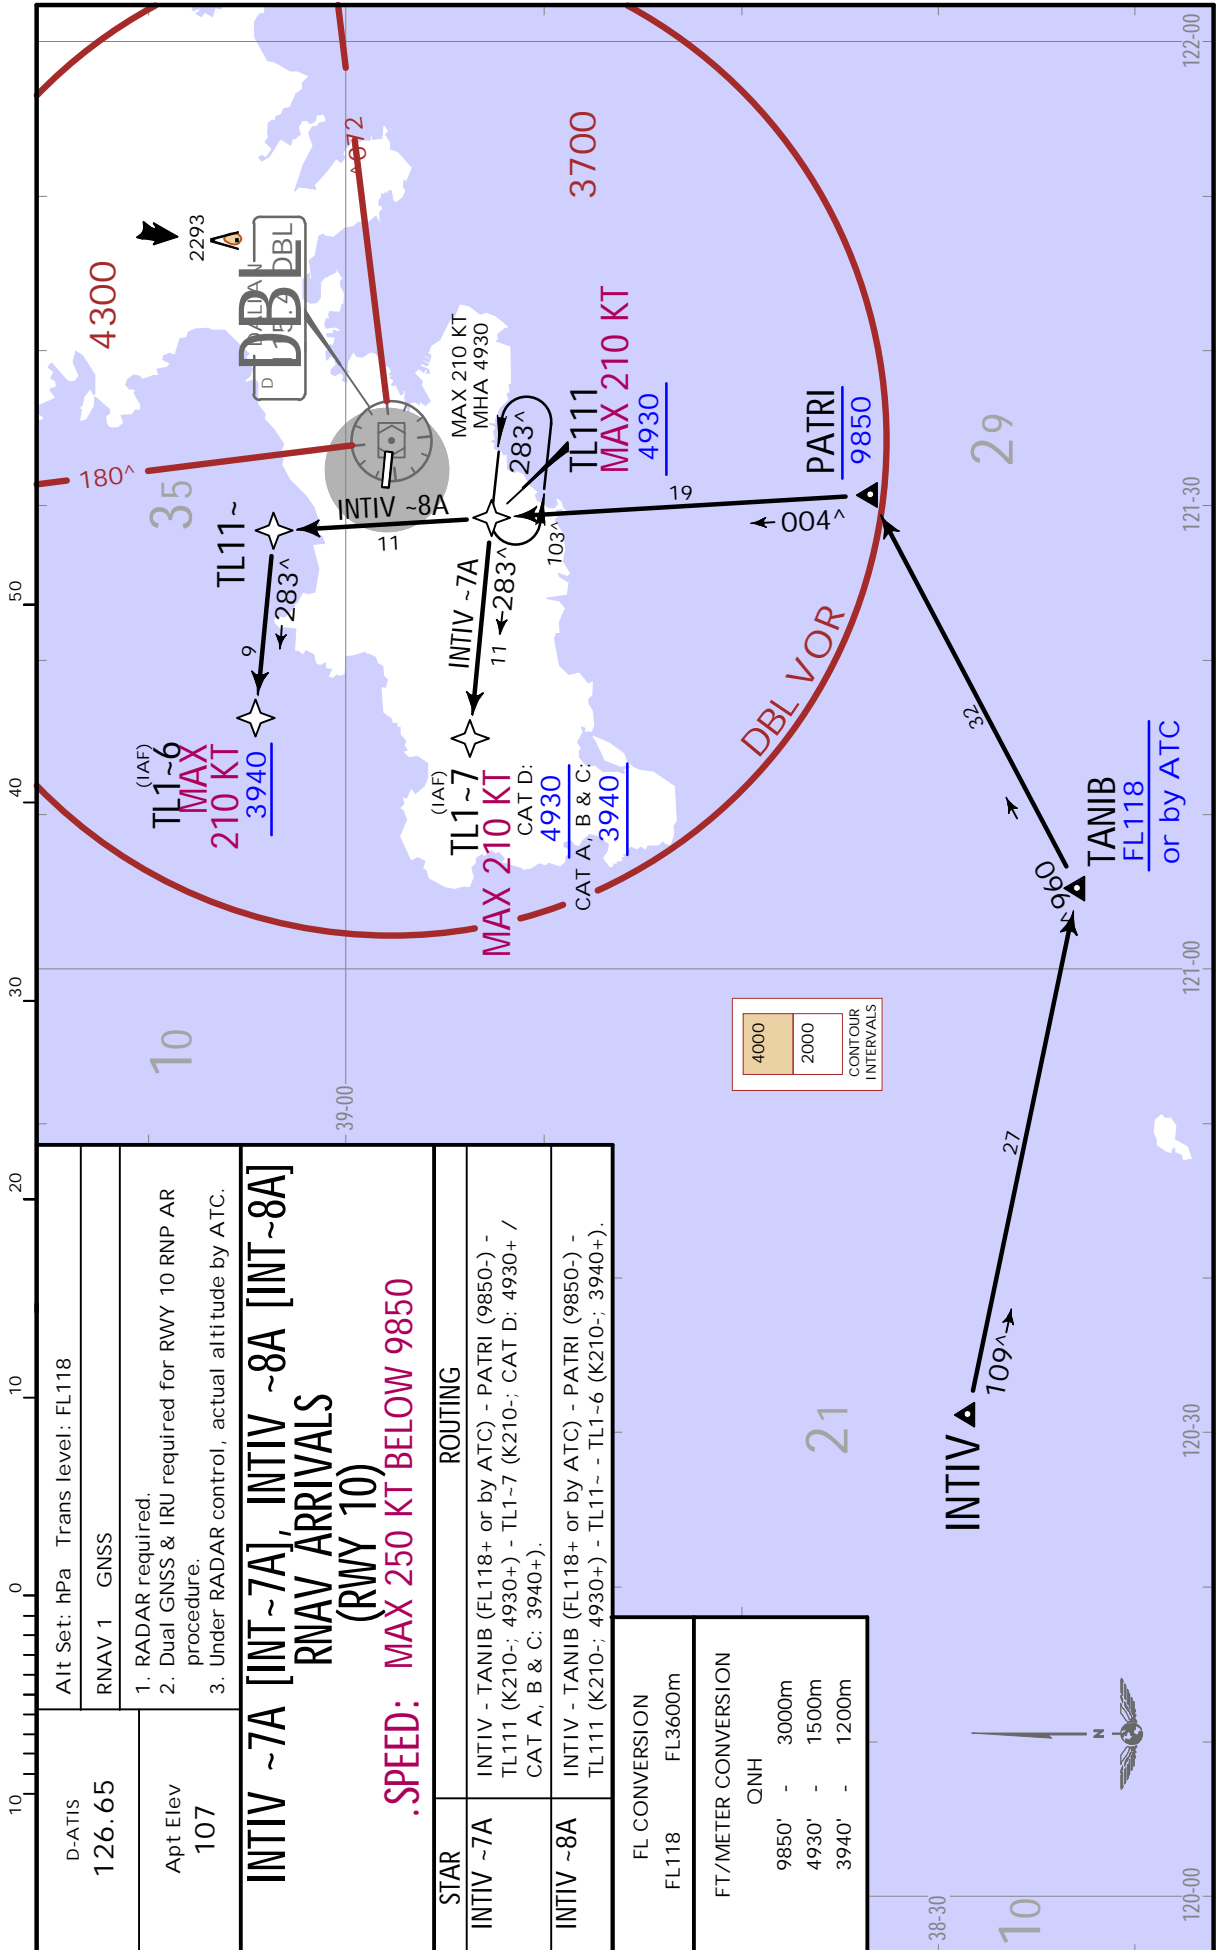 D-ATIS
126.65
Apt Elev
107
Alt Set: hPa Trans level: FL118
RNAV 1 GNSS
1. RADAR required.
2. Dual GNSS & IRU required for RWY 10 RNP AR
procedure.
3. Under RADAR control, actual altitude by ATC.
INTIV ~7A [INT~7A], INTIV ~8A [INT~8A]
RNAV ARRIVALS
(RWY 10)
.SPEED: MAX 250 KT BELOW 9850
STAR
ROUTING
INTIV ~7A
INTIV - TANIB (FL118+ or by ATC) - PATRI (9850-) -
TL111 (K210-; 4930+) - TL1~7 (K210-; CAT D: 4930+ /
CAT A, B & C: 3940+).
INTIV ~8A
INTIV - TANIB (FL118+ or by ATC) - PATRI (9850-) -
TL111 (K210-; 4930+) - TL11~ - TL1~6 (K210-; 3940+).
FL CONVERSION
FL118 FL3600m
FT/METER CONVERSION
QNH
9850' - 3000m
4930' - 1500m
3940' - 1200m
N
10
0
10
20
30
40
50
10
35
4300
180^
2293
D
DBL
^072
3700
TL11~
283^
9
(IAF)
TL1~6
MAX
210 KT
3940
INTIV ~8A
11
MAX 210 KT
MHA 4930
283^
103^
TL111
MAX 210 KT
4930
INTIV ~7A
11
283^
(IAF)
TL1~7
MAX 210 KT
CAT D:
4930
CAT A, B & C:
3940
19
004^
PATRI
9850
29
DBL VOR
32
096^
TANIB
FL118
or by ATC
27
109^
INTIV
21
10
4000
2000
CONTOUR
INTERVALS
39-00
38-30
120-00
120-30
121-00
121-30
122-00